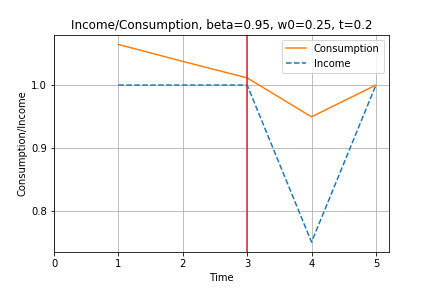 Income/Consumption, beta=0.95, w0=0.25, t=0.2
Consumption
Income
Consumption/Income
1.0
0.9
0.8
0 1 2 3 4 5
Time